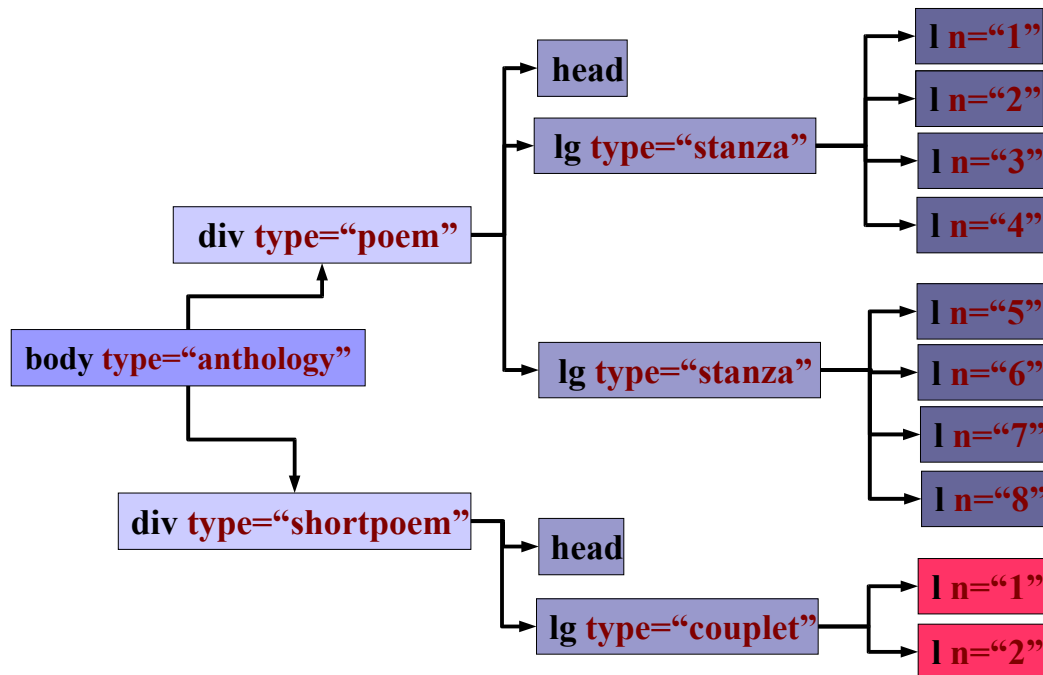 l n=“1”
head
l n=“2”
lg type=“stanza”
l n=“3”
l n=“4”
div type=“poem”
l n=“5”
body type=“anthology”
lg type=“stanza”
l n=“6”
l n=“7”
l n=“8”
div type=“shortpoem”
head
l n=“1”
lg type=“couplet”
l n=“2”